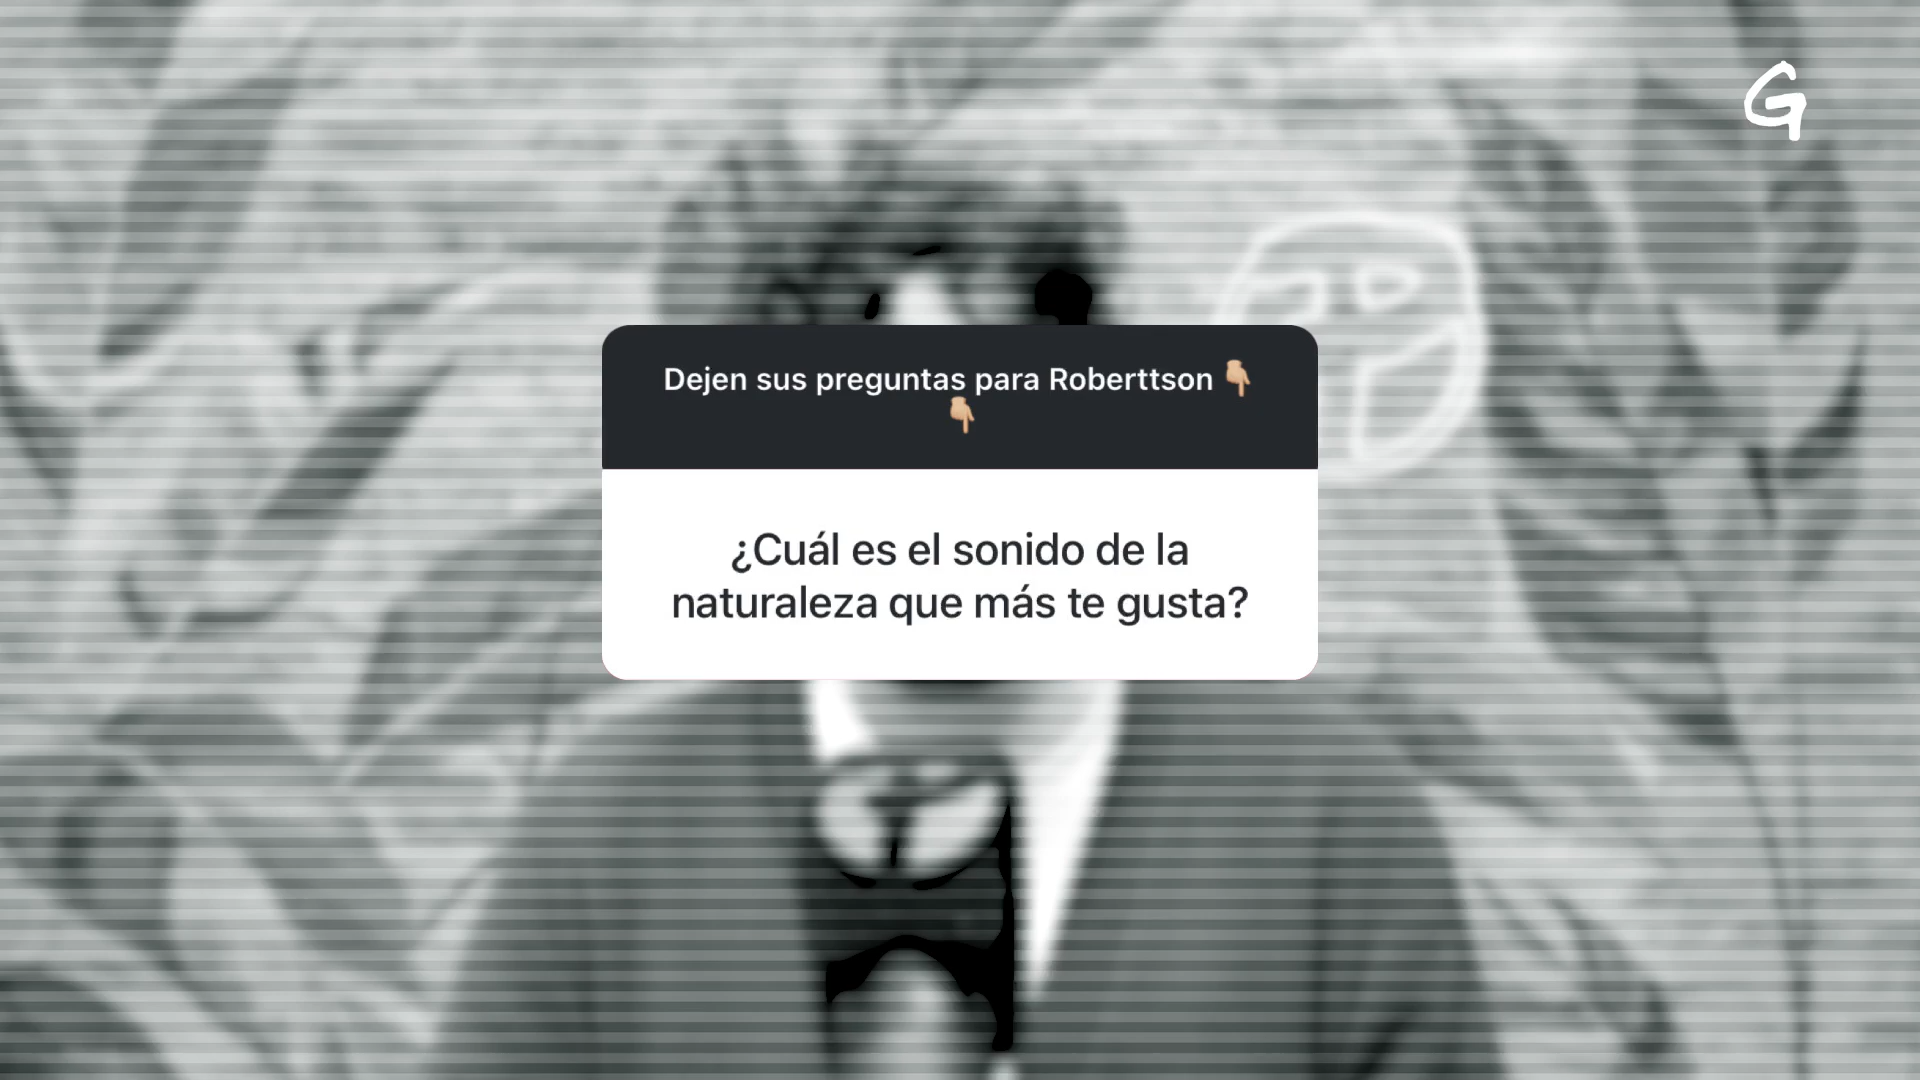 G
Dejen sus preguntas para Roberttson 👇🏼
👇🏼
¿Cuál es el sonido de la
naturaleza que más te gusta?